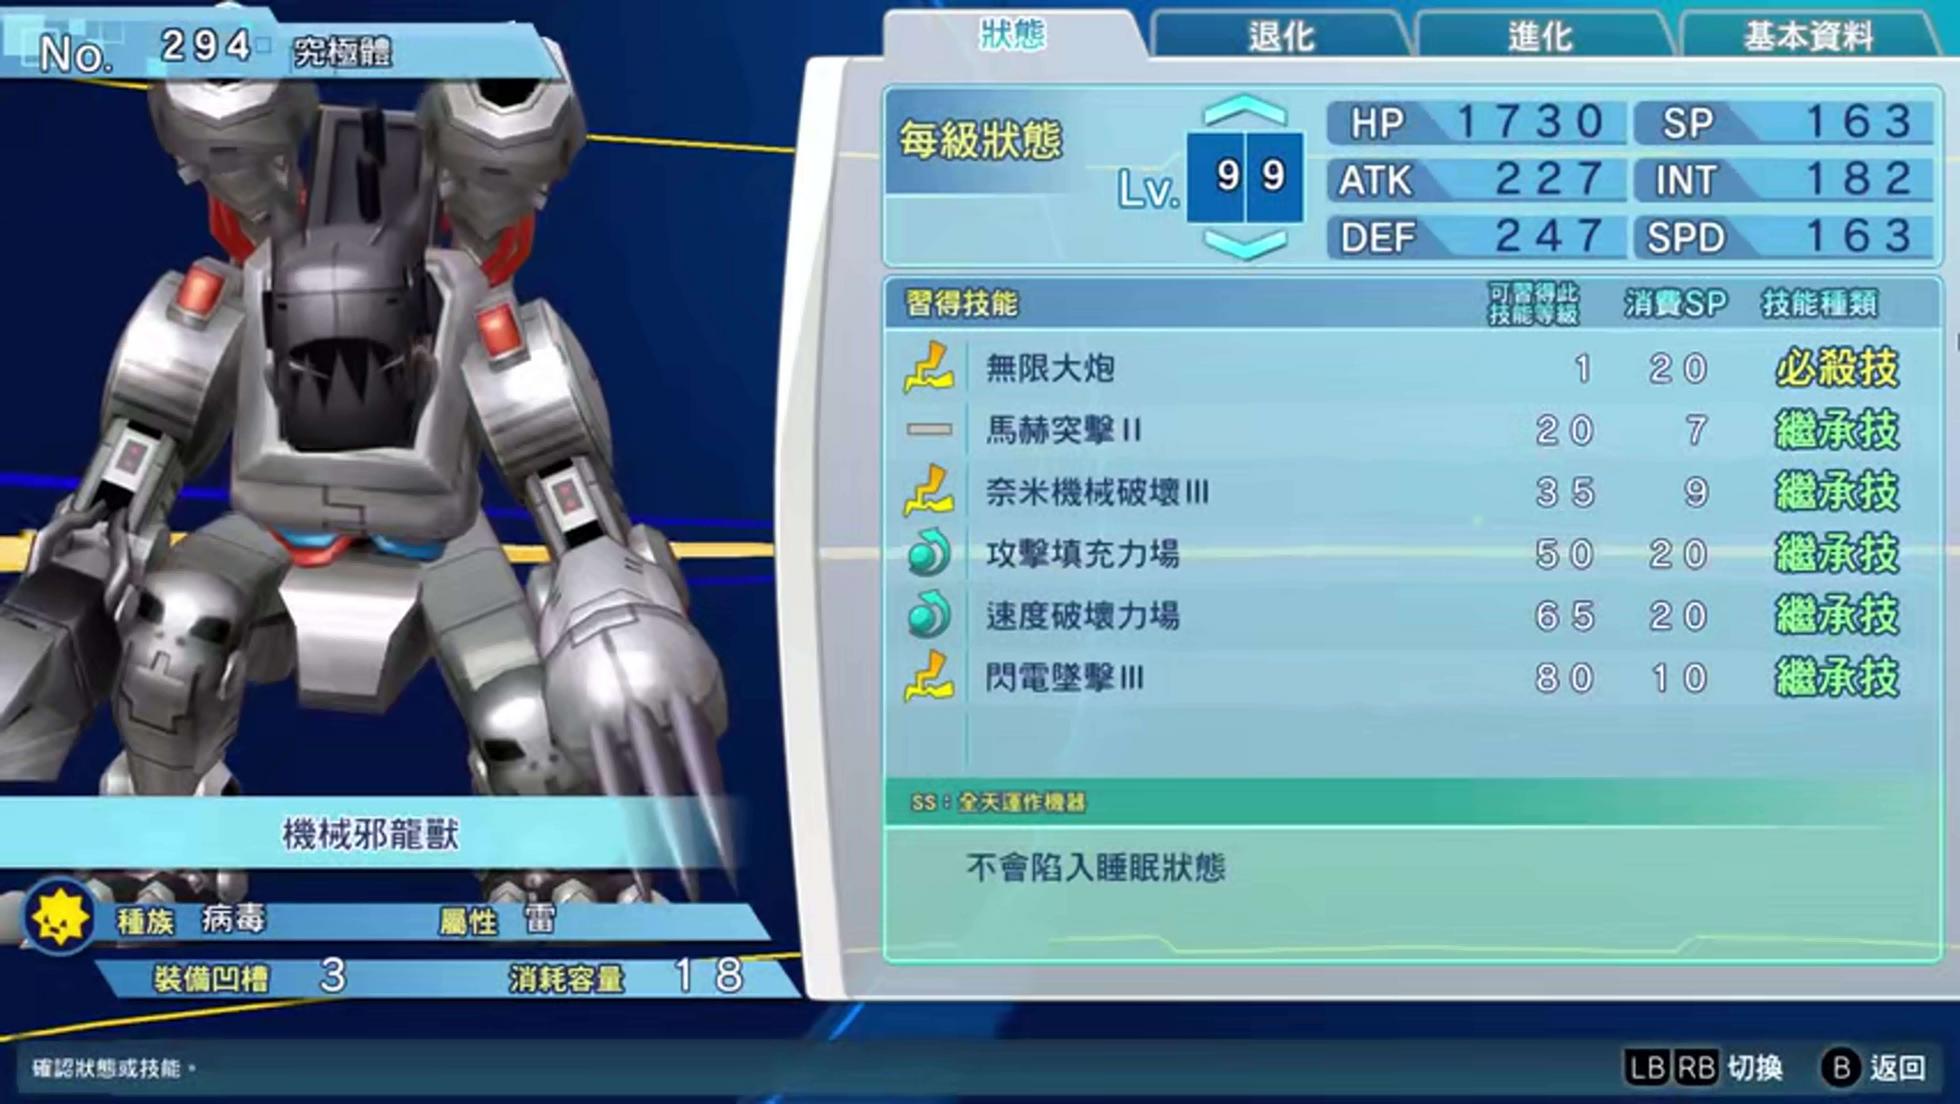 No. 294 究極體
狀態 退化 進化 基本資料
每級狀態
Lv. 99
HP 1730 SP 163
ATK 227 INT 182
DEF 247 SPD 163
習得技能 可習得此技能等級 消費SP 技能種類
無限大炮 1 20 必殺技
馬赫突擊II 20 7 繼承技
奈米機械破壞III 35 9 繼承技
攻擊填充力場 50 20 繼承技
速度破壞力場 65 20 繼承技
閃電墜擊III 80 10 繼承技
SS：全天運作機器
不會陷入睡眠狀態
機械邪龍獸
種族 病毒 屬性 雷
裝備凹槽 3 消耗容量 18
確認狀態或技能。
LB RB 切換 B 返回